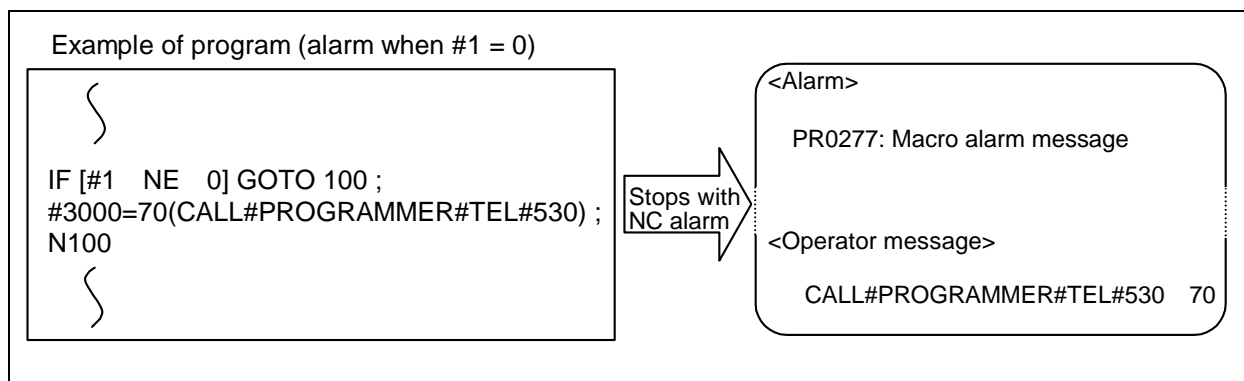 Example of program (alarm when #1 = 0)
IF [#1 NE 0] GOTO 100 ;
#3000=70(CALL#PROGRAMMER#TEL#530) ;
N100
Stops with
NC alarm
<Alarm>
PR0277: Macro alarm message
<Operator message>
CALL#PROGRAMMER#TEL#530 70